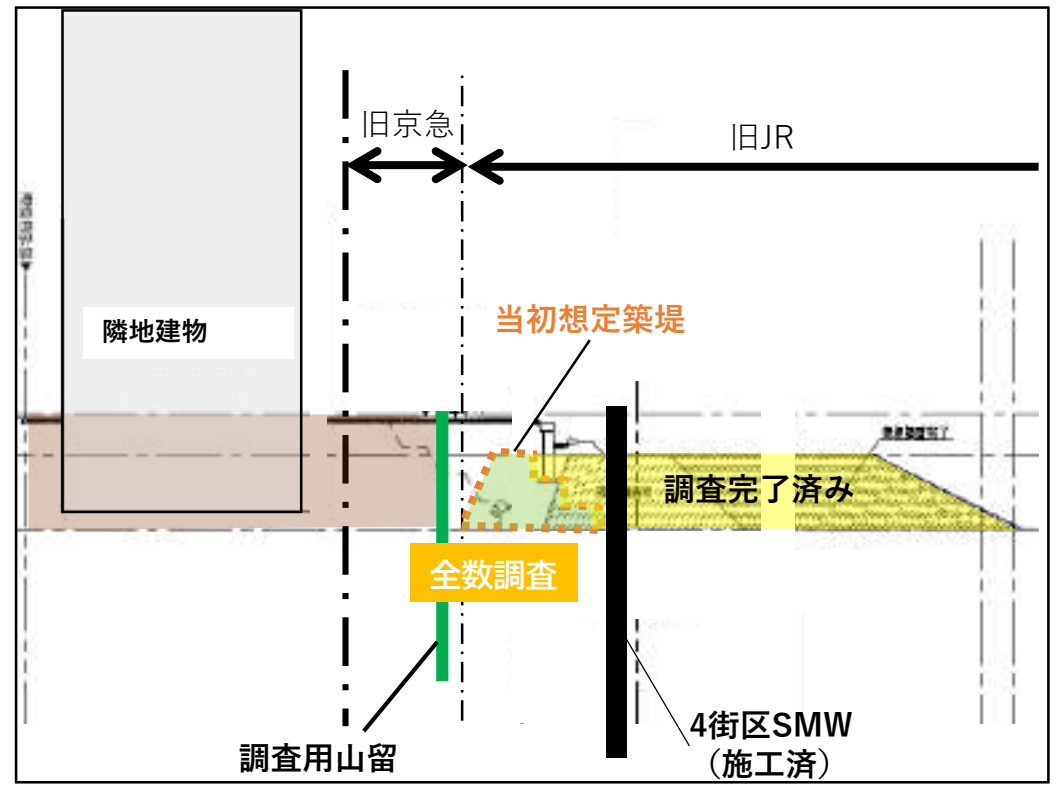 旧京急
旧JR
隣地建物
当初想定築堤
調査完了済み
全数調査
調査用山留
4街区SMW
（施工済）